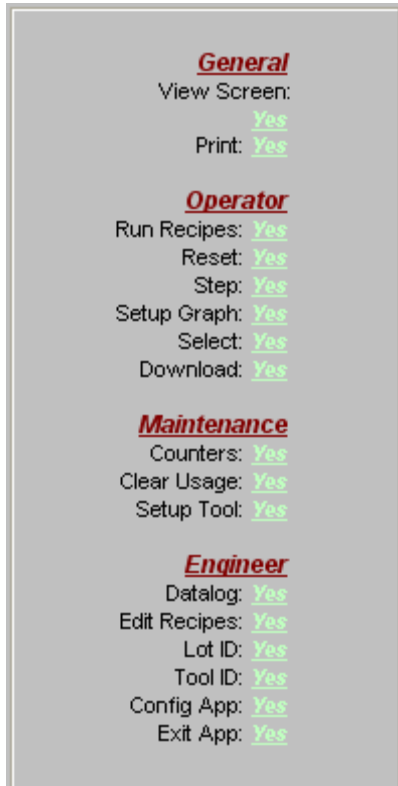 General
View Screen:
Yes
Print: Yes
Operator
Run Recipes: Yes
Reset: Yes
Step: Yes
Setup Graph: Yes
Select: Yes
Download: Yes
Maintenance
Counters: Yes
Clear Usage: Yes
Setup Tool: Yes
Engineer
Datalog: Yes
Edit Recipes: Yes
Lot ID: Yes
Tool ID: Yes
Config App: Yes
Exit App: Yes